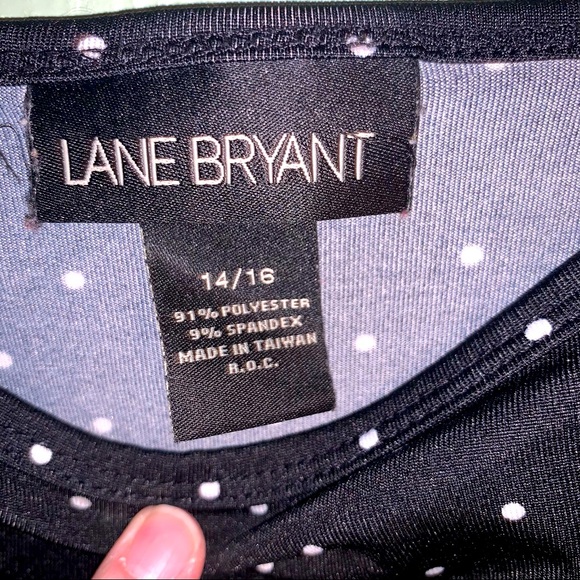 LANE BRYANT
14/16
91% POLYESTER
9% SPANDEX
MADE IN TAIWAN
R.O.C.